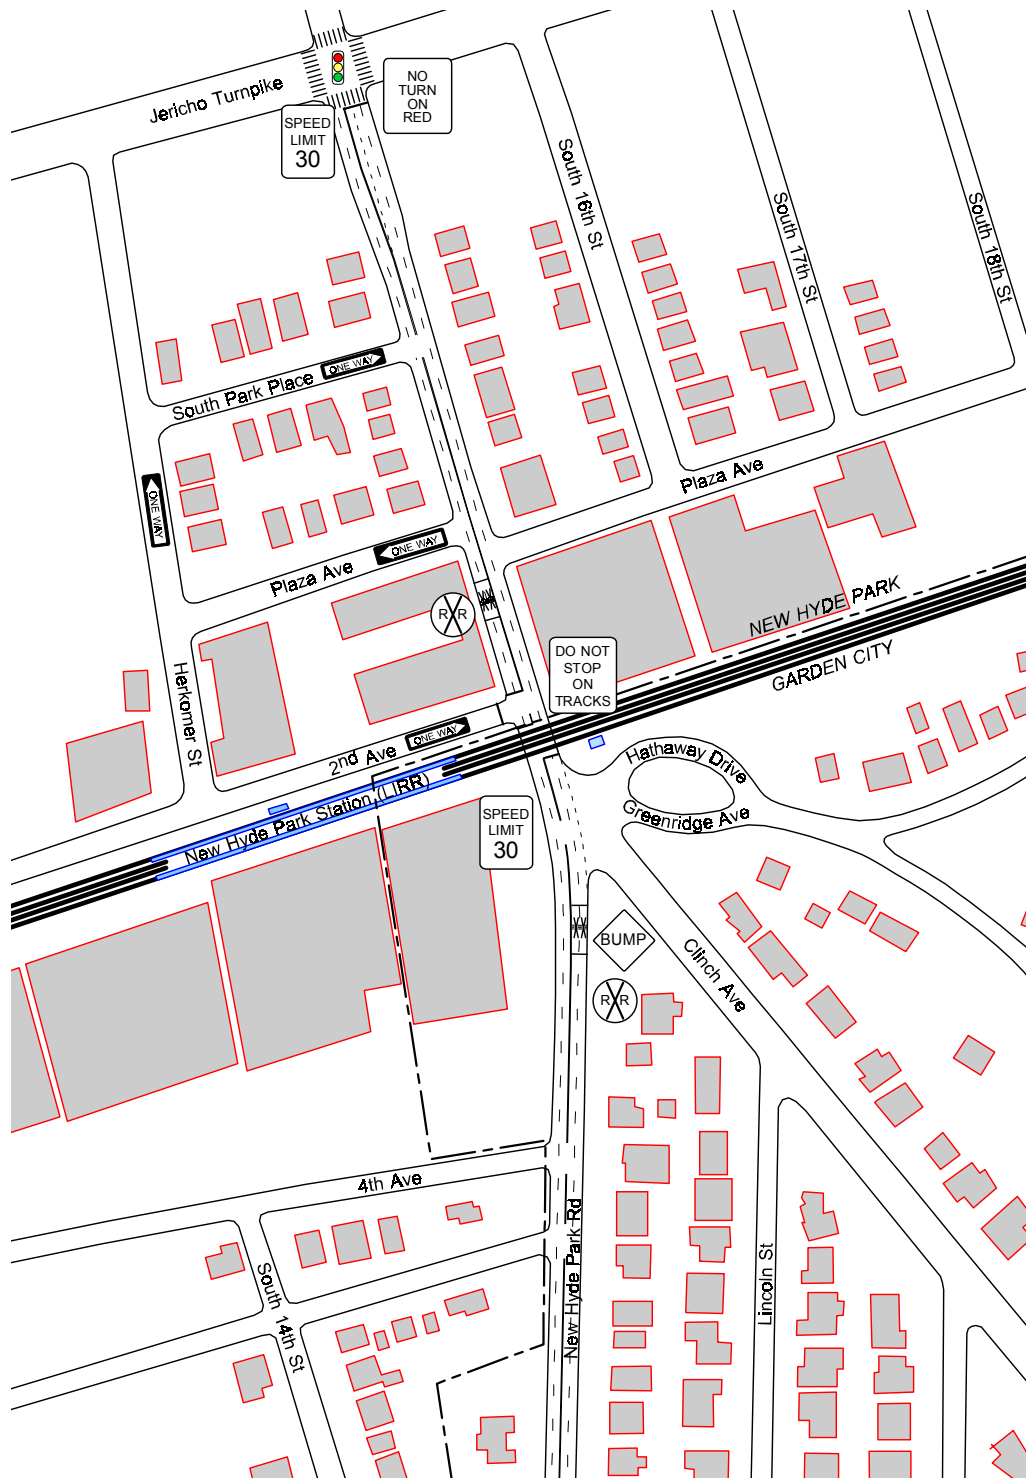 Jericho Turnpike
NO
TURN
ON
RED
SPEED
LIMIT
30
South 16th St
South 17th St
South 18th St
South Park Place
ONE WAY
ONE WAY
Plaza Ave
Plaza Ave
ONE WAY
R R
NEW HYDE PARK
GARDEN CITY
DO NOT
STOP
ON
TRACKS
Herkomer St
2nd Ave
ONE WAY
New Hyde Park Station (LIRR)
Hathaway Drive
Greenridge Ave
SPEED
LIMIT
30
BUMP
Clinch Ave
R R
4th Ave
New Hyde Park Rd
South 14th St
Lincoln St